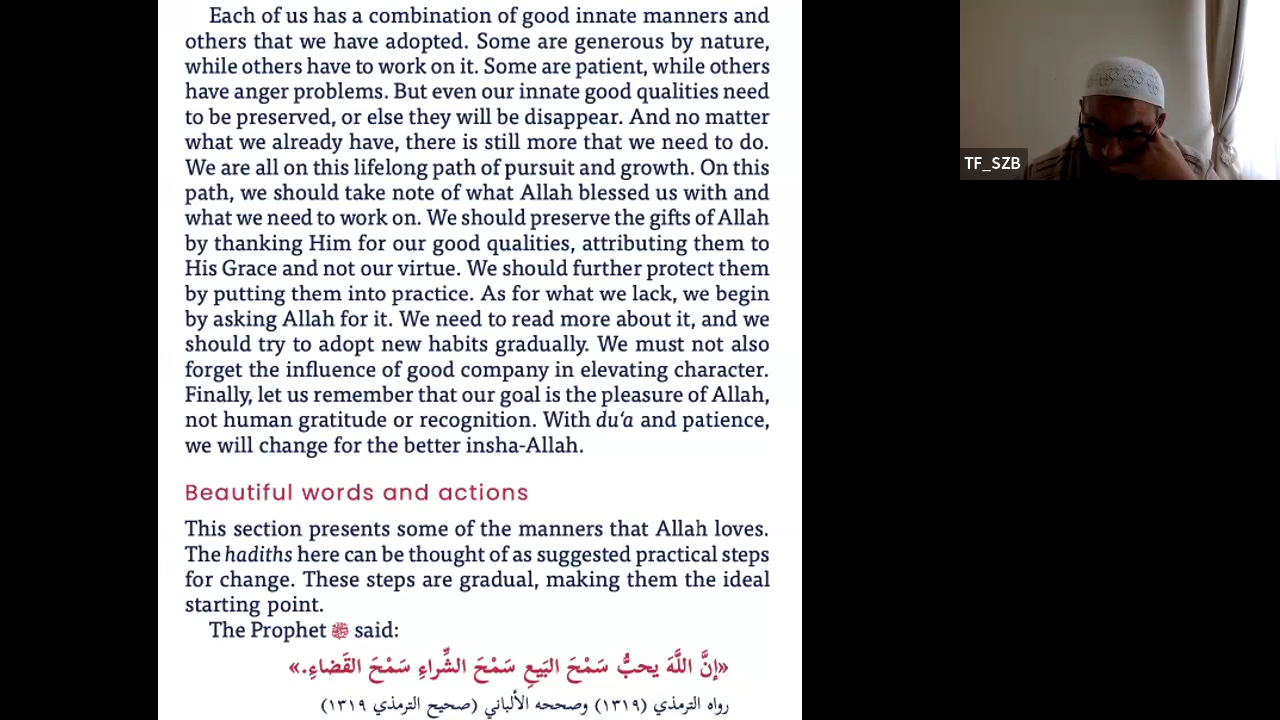 Each of us has a combination of good innate manners and
others that we have adopted. Some are generous by nature,
while others have to work on it. Some are patient, while others
have anger problems. But even our innate good qualities need
to be preserved, or else they will be disappear. And no matter
what we already have, there is still more that we need to do.
We are all on this lifelong path of pursuit and growth. On this
path, we should take note of what Allah blessed us with and
what we need to work on. We should preserve the gifts of Allah
by thanking Him for our good qualities, attributing them to
His Grace and not our virtue. We should further protect them
by putting them into practice. As for what we lack, we begin
by asking Allah for it. We need to read more about it, and we
should try to adopt new habits gradually. We must not also
forget the influence of good company in elevating character.
Finally, let us remember that our goal is the pleasure of Allah,
not human gratitude or recognition. With du‘a and patience,
we will change for the better insha-Allah.
Beautiful words and actions
This section presents some of the manners that Allah loves.
The hadiths here can be thought of as suggested practical steps
for change. These steps are gradual, making them the ideal
starting point.
The Prophet ﷺ said:
«إنَّ اللَّهَ يحبُّ سَمْحَ البَيعِ سَمْحَ الشِّراءِ سَمْحَ القَضاءِ.»
رواه الترمذي (١٣١٩) وصححه الألباني (صحيح الترمذي ١٣١٩)
TF_SZB